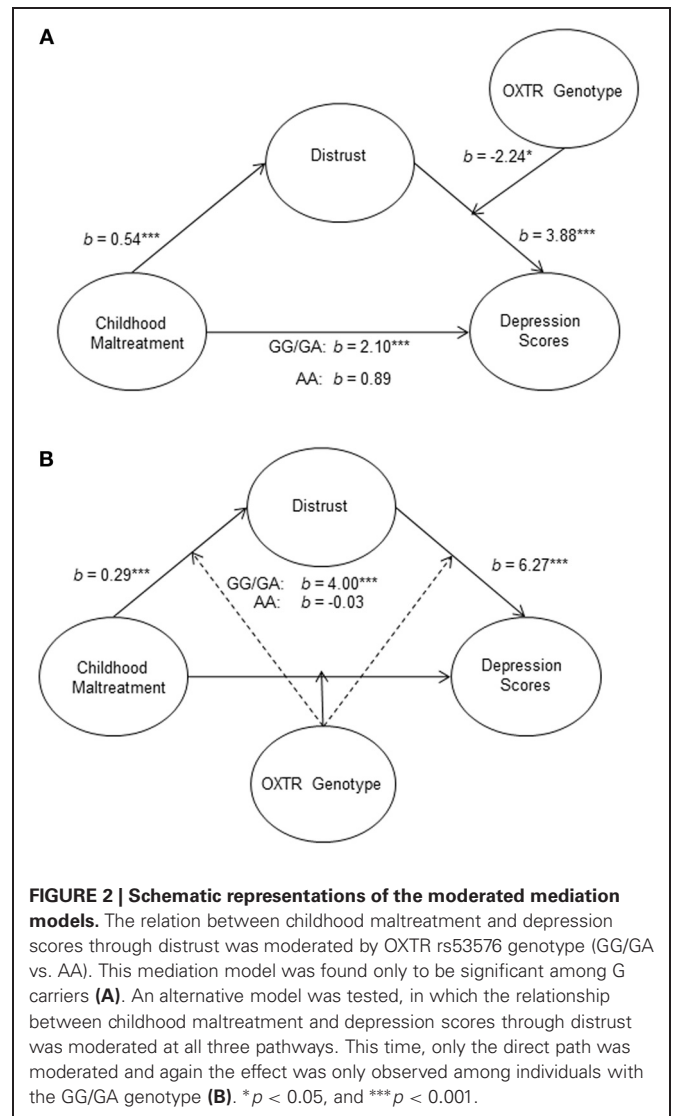 A
OXTR Genotype
Distrust
b = -2.24*
b = 0.54***
b = 3.88***
Childhood
Maltreatment
Depression
Scores
GG/GA: b = 2.10***
AA: b = 0.89
B
Distrust
b = 0.29***
GG/GA: b = 4.00***
AA: b = -0.03
b = 6.27***
Childhood
Maltreatment
Depression
Scores
OXTR Genotype
FIGURE 2 | Schematic representations of the moderated mediation
models. The relation between childhood maltreatment and depression
scores through distrust was moderated by OXTR rs53576 genotype (GG/GA
vs. AA). This mediation model was found only to be significant among G
carriers (A). An alternative model was tested, in which the relationship
between childhood maltreatment and depression scores through distrust
was moderated at all three pathways. This time, only the direct path was
moderated and again the effect was only observed among individuals with
the GG/GA genotype (B). *p < 0.05, and ***p < 0.001.